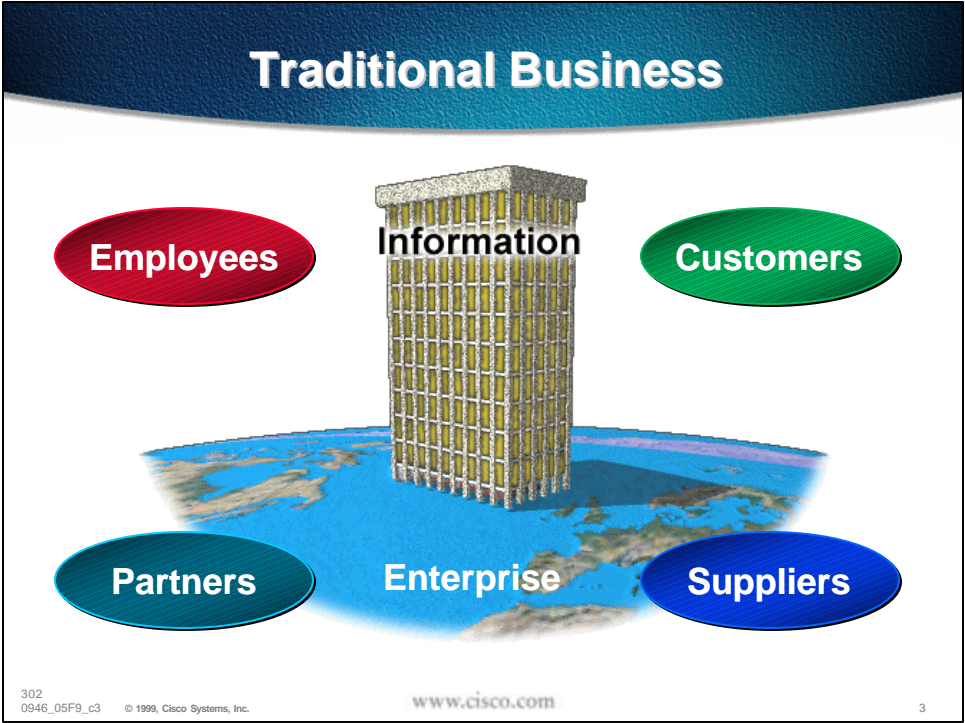 Traditional Business
Information
Employees
Customers
Partners
Enterprise
Suppliers
302
0946_05F9_c3 © 1999, Cisco Systems, Inc.
www.cisco.com
3